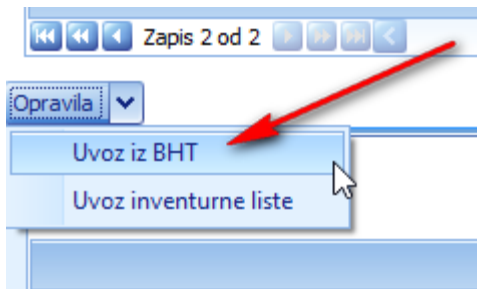 Zapis 2 od 2
Opravila
Uvoz iz BHT
Uvoz inventurne liste